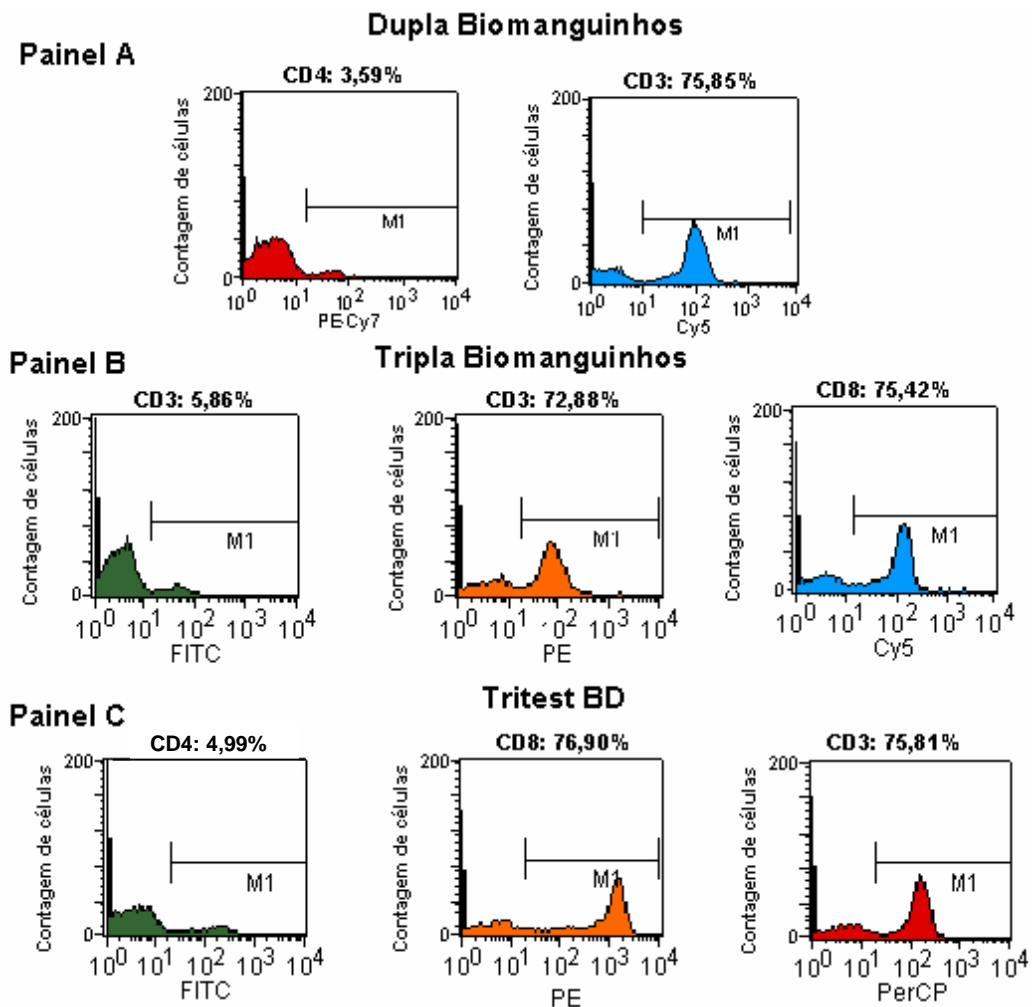 Dupla Biomanguinhos
Painel A
CD4: 3,59%
CD3: 75,85%
200
Contagem de células
M1
0
10^0 10^1 10^2 10^3 10^4
PE-Cy7
200
Contagem de células
M1
0
10^0 10^1 10^2 10^3 10^4
Cy5
Painel B
Tripla Biomanguinhos
CD3: 5,86%
CD3: 72,88%
CD8: 75,42%
200
Contagem de células
M1
0
10^0 10^1 10^2 10^3 10^4
FITC
200
Contagem de células
M1
0
10^0 10^1 10^2 10^3 10^4
PE
200
Contagem de células
M1
0
10^0 10^1 10^2 10^3 10^4
Cy5
Painel C
Tritest BD
CD4: 4,99%
CD8: 76,90%
CD3: 75,81%
200
Contagem de células
M1
0
10^0 10^1 10^2 10^3 10^4
FITC
200
Contagem de células
M1
0
10^0 10^1 10^2 10^3 10^4
PE
200
Contagem de células
M1
0
10^0 10^1 10^2 10^3 10^4
PerCP